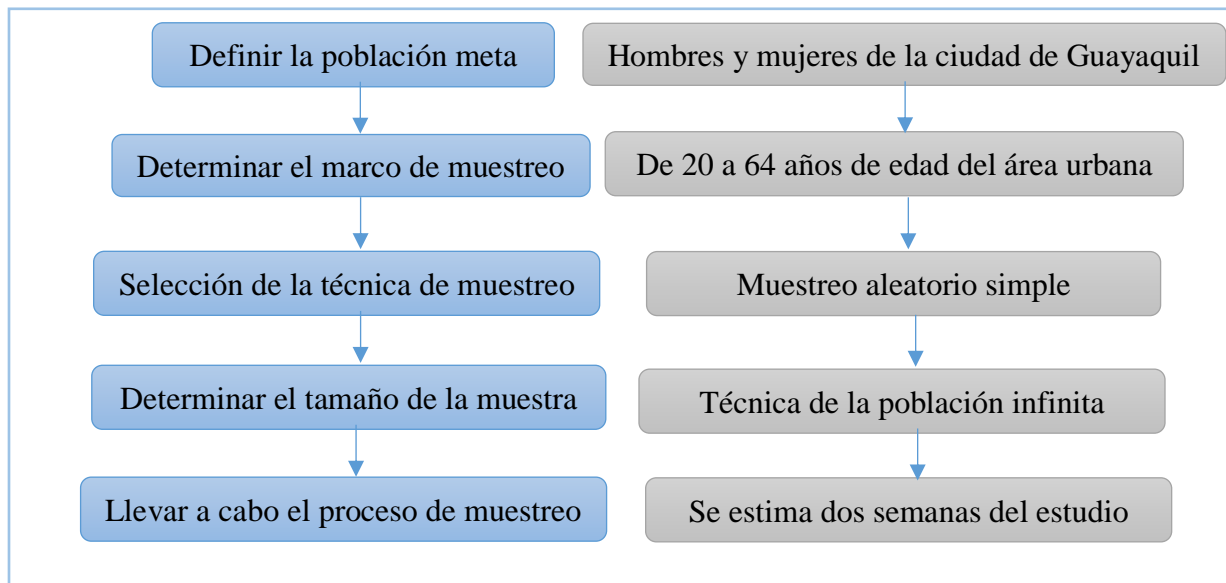 Definir la población meta
Hombres y mujeres de la ciudad de Guayaquil
Determinar el marco de muestreo
De 20 a 64 años de edad del área urbana
Selección de la técnica de muestreo
Muestreo aleatorio simple
Determinar el tamaño de la muestra
Técnica de la población infinita
Llevar a cabo el proceso de muestreo
Se estima dos semanas del estudio